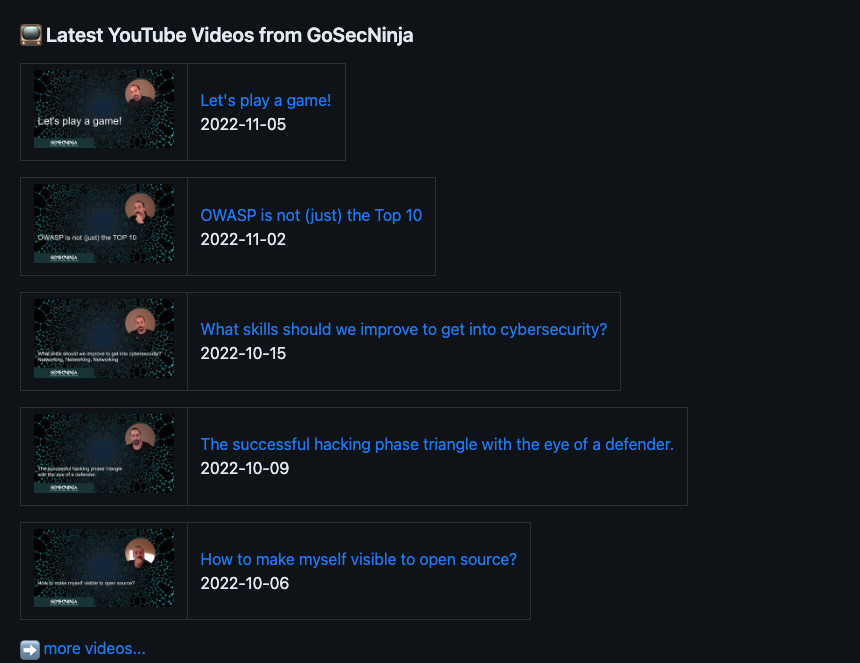 Latest YouTube Videos from GoSecNinja
Let's play a game!
GOSECNINJA
Let's play a game!
2022-11-05
OWASP is not (just) the TOP 10
GOSECNINJA
OWASP is not (just) the Top 10
2022-11-02
What skills should we improve to get into cybersecurity?
Networking, Networking, Networking
GOSECNINJA
What skills should we improve to get into cybersecurity?
2022-10-15
The successful hacking phase triangle
with the eye of a defender.
GOSECNINJA
The successful hacking phase triangle with the eye of a defender.
2022-10-09
How to make myself visible to open source?
GOSECNINJA
How to make myself visible to open source?
2022-10-06
more videos...